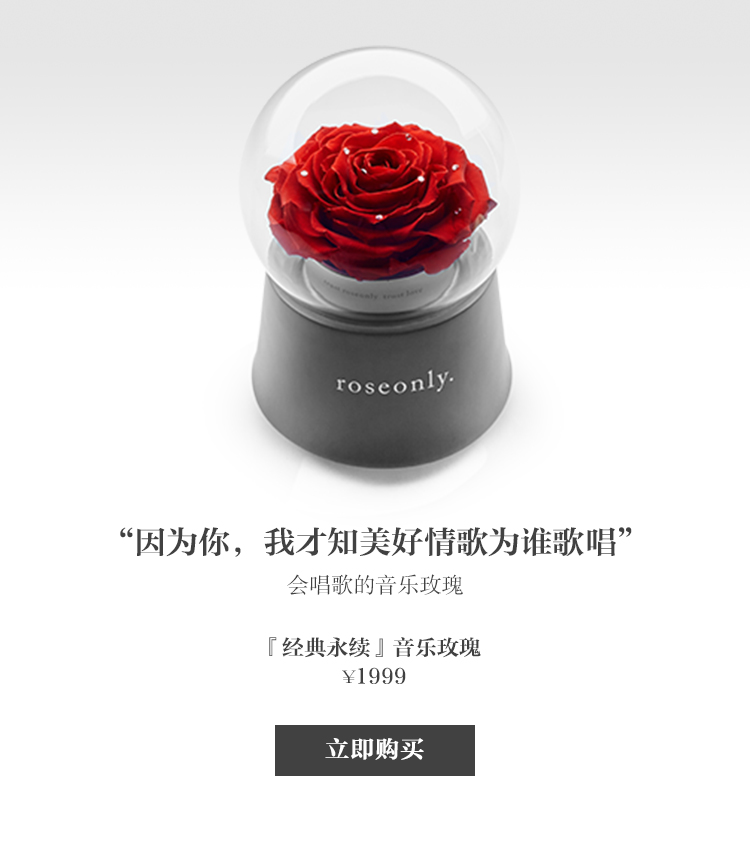 roseonly.
“因为你，我才知美好情歌为谁歌唱”
会唱歌的音乐玫瑰
『经典永续』音乐玫瑰
¥1999
立即购买